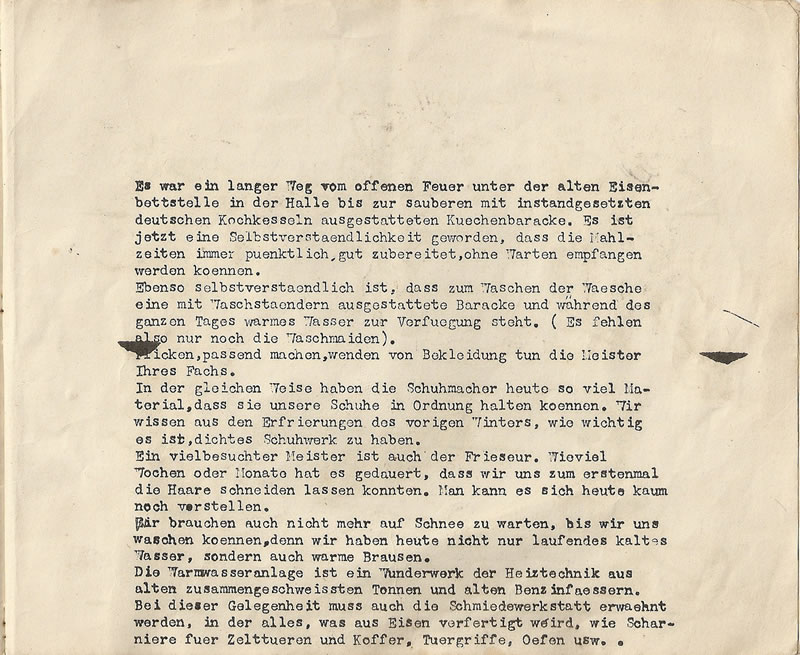 Es war ein langer Weg vom offenen Feuer unter der alten Eisen-
bettstelle in der Halle bis zur sauberen mit instandgesetzten
deutschen Kochkesseln ausgestatteten Kuechenbaracke. Es ist
jetzt eine Selbstverstaendlichkeit geworden, dass die Mahl-
zeiten immer puenktlich,gut zubereitet,ohne Warten empfangen
werden koennen.
Ebenso selbstverstaendlich ist, dass zum Waschen der Waesche
eine mit Waschstaendern ausgestattete Baracke und während des
ganzen Tages warmes Wasser zur Verfuegung steht. ( Es fehlen
also nur noch die Waschmaiden).
Flicken,passend machen,wenden von Bekleidung tun die Meister
Ihres Fachs.
In der gleichen Weise haben die Schuhmacher heute so viel Ma-
terial,dass sie unsere Schuhe in Ordnung halten koennen. Wir
wissen aus den Erfrierungen des vorigen Winters, wie wichtig
es ist,dichtes Schuhwerk zu haben.
Ein vielbesuchter Meister ist auch der Frieseur. Wieviel
Wochen oder Monate hat es gedauert, dass wir uns zum erstenmal
die Haare schneiden lassen konnten. Man kann es sich heute kaum
noch verstellen.
Wir brauchen auch nicht mehr auf Schnee zu warten, bis wir uns
waschen koennen,denn wir haben heute nicht nur laufendes kaltes
Wasser, sondern auch warme Brausen.
Die Warmwasseranlage ist ein Wunderwerk der Heiztechnik aus
alten zusammengeschweissten Tonnen und alten Benzinfaessern.
Bei dieser Gelegenheit muss auch die Schmiedewerkstatt erwaehnt
werden, in der alles, was aus Eisen verfertigt weird, wie Schar-
niere fuer Zelttueren und Koffer, Tuergriffe, Oefen usw. .